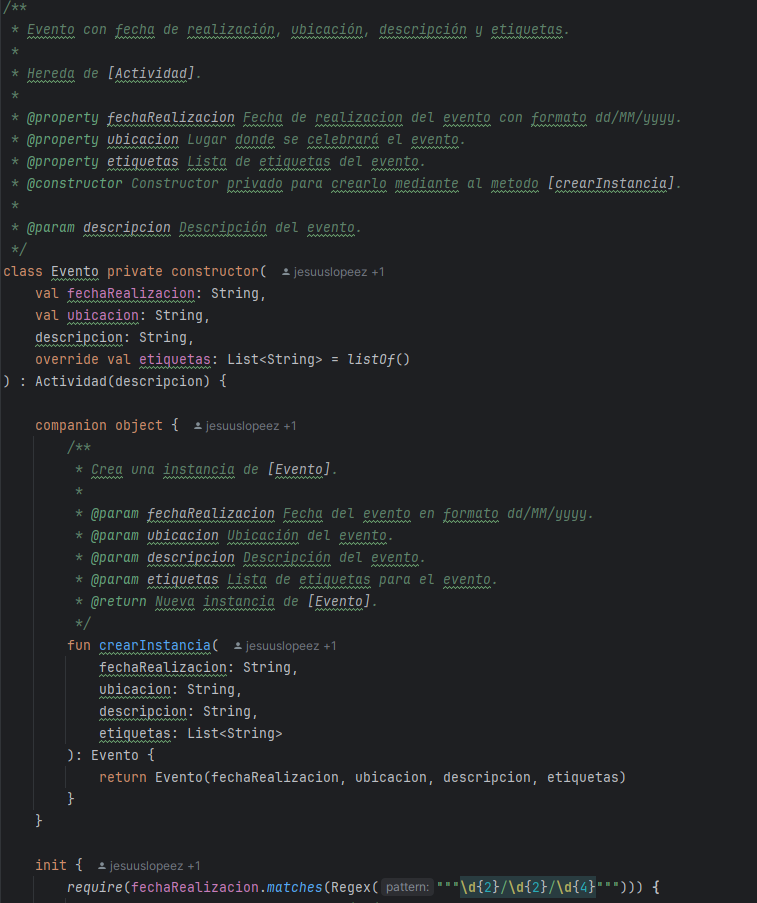 /**
 * Evento con fecha de realización, ubicación, descripción y etiquetas.
 *
 * Hereda de [Actividad].
 *
 * @property fechaRealizacion Fecha de realizacion del evento con formato dd/MM/yyyy.
 * @property ubicacion Lugar donde se celebrará el evento.
 * @property etiquetas Lista de etiquetas del evento.
 * @constructor Constructor privado para crearlo mediante al metodo [crearInstancia].
 *
 * @param descripcion Descripción del evento.
 */
class Evento private constructor( jesuuslopeez +1
    val fechaRealizacion: String,
    val ubicacion: String,
    descripcion: String,
    override val etiquetas: List<String> = listOf()
) : Actividad(descripcion) {
    companion object { jesuuslopeez +1
        /**
         * Crea una instancia de [Evento].
         *
         * @param fechaRealizacion Fecha del evento en formato dd/MM/yyyy.
         * @param ubicacion Ubicación del evento.
         * @param descripcion Descripción del evento.
         * @param etiquetas Lista de etiquetas para el evento.
         * @return Nueva instancia de [Evento].
         */
        fun crearInstancia( jesuuslopeez +1
            fechaRealizacion: String,
            ubicacion: String,
            descripcion: String,
            etiquetas: List<String>
        ): Evento {
            return Evento(fechaRealizacion, ubicacion, descripcion, etiquetas)
        }
    }
    init { jesuuslopeez +1
        require(fechaRealizacion.matches(Regex( pattern: """\d{2}/\d{2}/\d{4}"""))) {